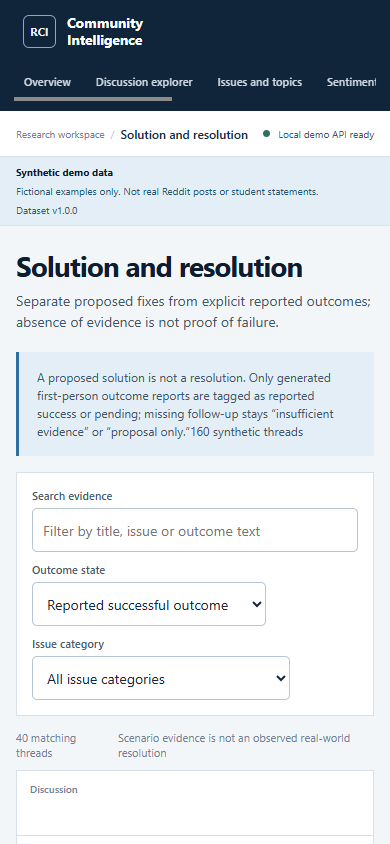 RCI
Community
Intelligence
Overview Discussion explorer Issues and topics Sentiment
Research workspace / Solution and resolution Local demo API ready
Synthetic demo data
Fictional examples only. Not real Reddit posts or student statements.
Dataset v1.0.0
Solution and resolution
Separate proposed fixes from explicit reported outcomes;
absence of evidence is not proof of failure.
A proposed solution is not a resolution. Only generated
first-person outcome reports are tagged as reported
success or pending; missing follow-up stays “insufficient
evidence” or “proposal only.”160 synthetic threads
Search evidence
Filter by title, issue or outcome text
Outcome state
Reported successful outcome
Issue category
All issue categories
40 matching
threads
Scenario evidence is not an observed real-world
resolution
Discussion